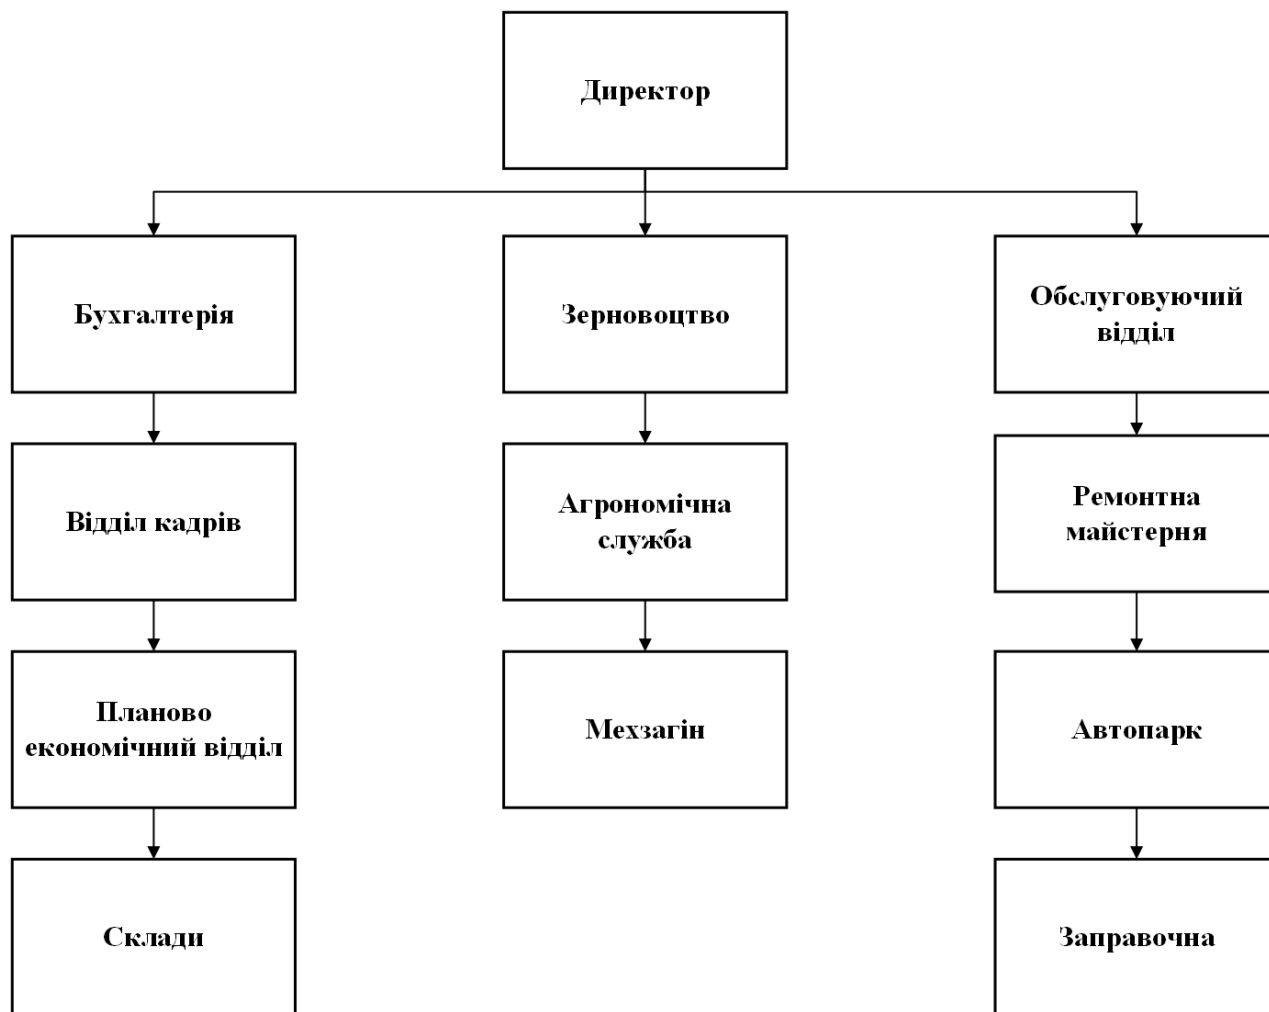 Директор
Бухгалтерія
Зерновоцтво
Обслуговуючий
відділ
Відділ кадрів
Агрономічна
служба
Ремонтна
майстерня
Планово
економічний відділ
Мехзагін
Автопарк
Склади
Заправочна